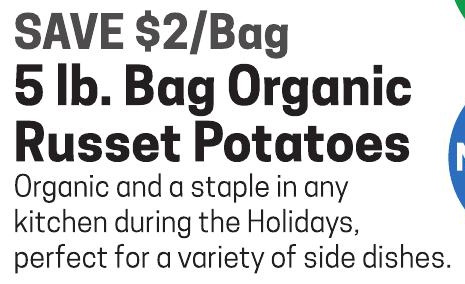 SAVE $2/Bag
5 lb. Bag Organic
Russet Potatoes
Organic and a staple in any
kitchen during the Holidays,
perfect for a variety of side dishes.